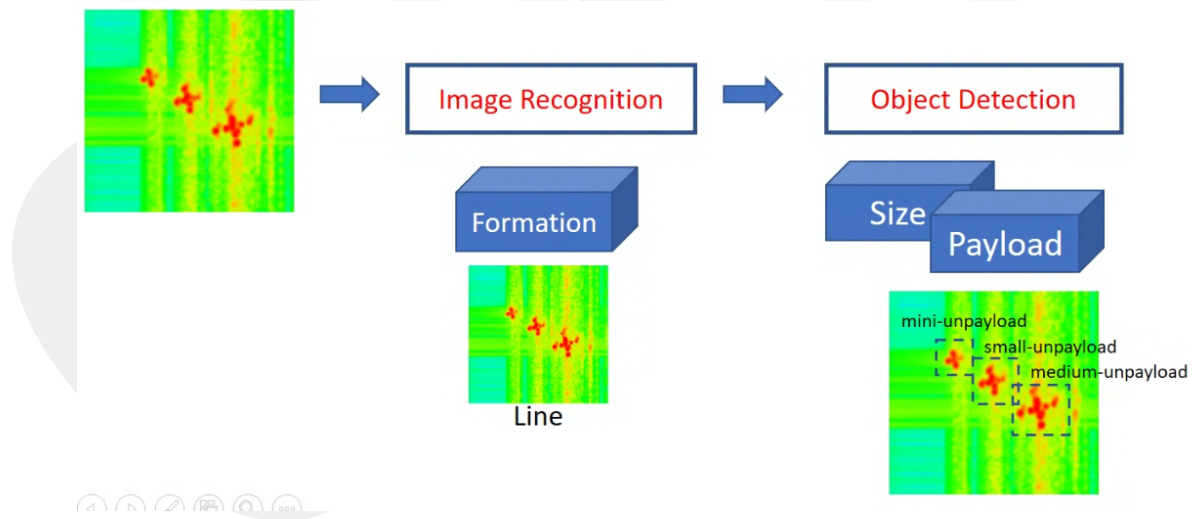 Image Recognition
Object Detection
Formation
Size
Payload
Line
mini-unpayload
small-unpayload
medium-unpayload